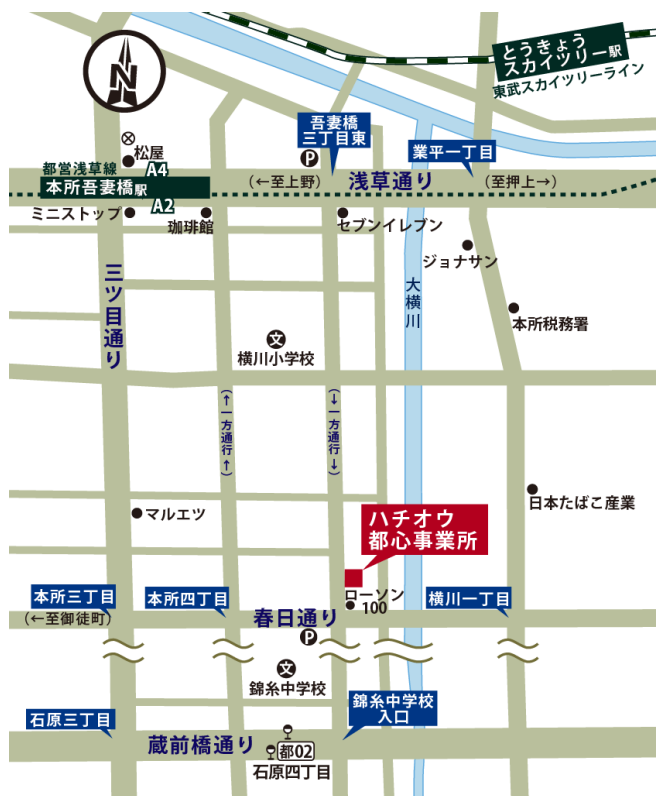 N
とうきょう
スカイツリー駅
東武スカイツリーライン
吾妻橋
三丁目東
業平一丁目
松屋
P
都営浅草線
A4
本所吾妻橋駅
(←至上野)
浅草通り
(至押上→)
A2
ミニストップ
珈琲館
セブンイレブン
ジョナサン
三ツ目通り
大横川
本所税務署
文
横川小学校
(↑一方通行↑)
(↓一方通行↓)
マルエツ
日本たばこ産業
ハチオウ
都心事業所
本所三丁目
本所四丁目
ローソン
100
横川一丁目
(←至御徒町)
春日通り
P
文
錦糸中学校
錦糸中学校
入口
石原三丁目
蔵前橋通り
都02
石原四丁目